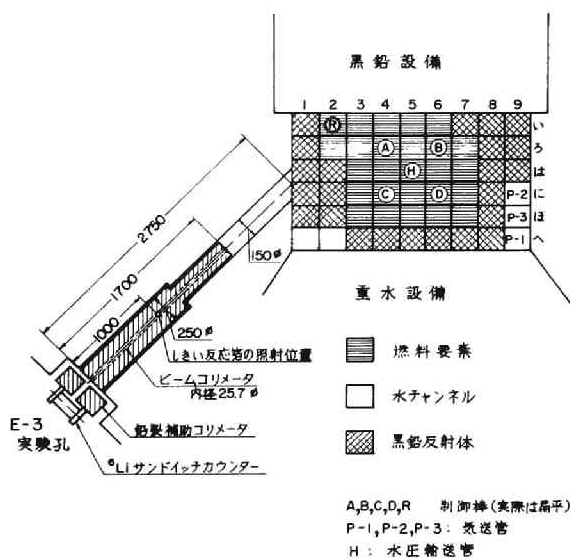 黒鉛設備
1 2 3 4 5 6 7 8 9
R
い
A B
ろ
H
は
C D P-2
に
P-3
ほ
P-1
へ
2750
1700
1000
150φ
250φ
しきい反応箔の照射位置
ビームコリメータ
内径25.7φ
E-3
実験孔
鉛製補助コリメータ
⁶Liサンドイッチカウンター
重水設備
燃料要素
水チャンネル
黒鉛反射体
A,B,C,D,R 制御棒(実際は扁平)
P-1,P-2,P-3: 気送管
H: 水圧輸送管